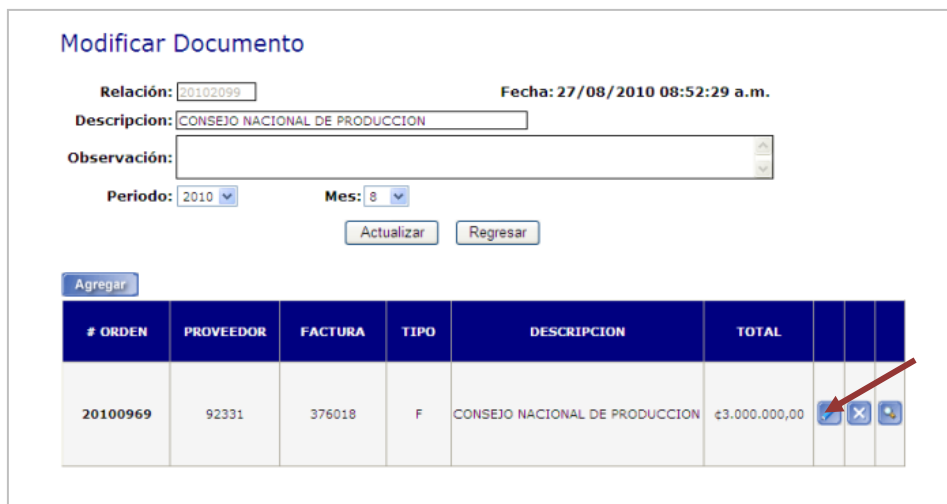 Modificar Documento
Relación: 20102099 Fecha: 27/08/2010 08:52:29 a.m.
Descripcion: CONSEJO NACIONAL DE PRODUCCION
Observación:
Periodo: 2010 Mes: 8
Actualizar Regresar
Agregar
# ORDEN PROVEEDOR FACTURA TIPO DESCRIPCION TOTAL
20100969 92331 376018 F CONSEJO NACIONAL DE PRODUCCION ¢3.000.000,00